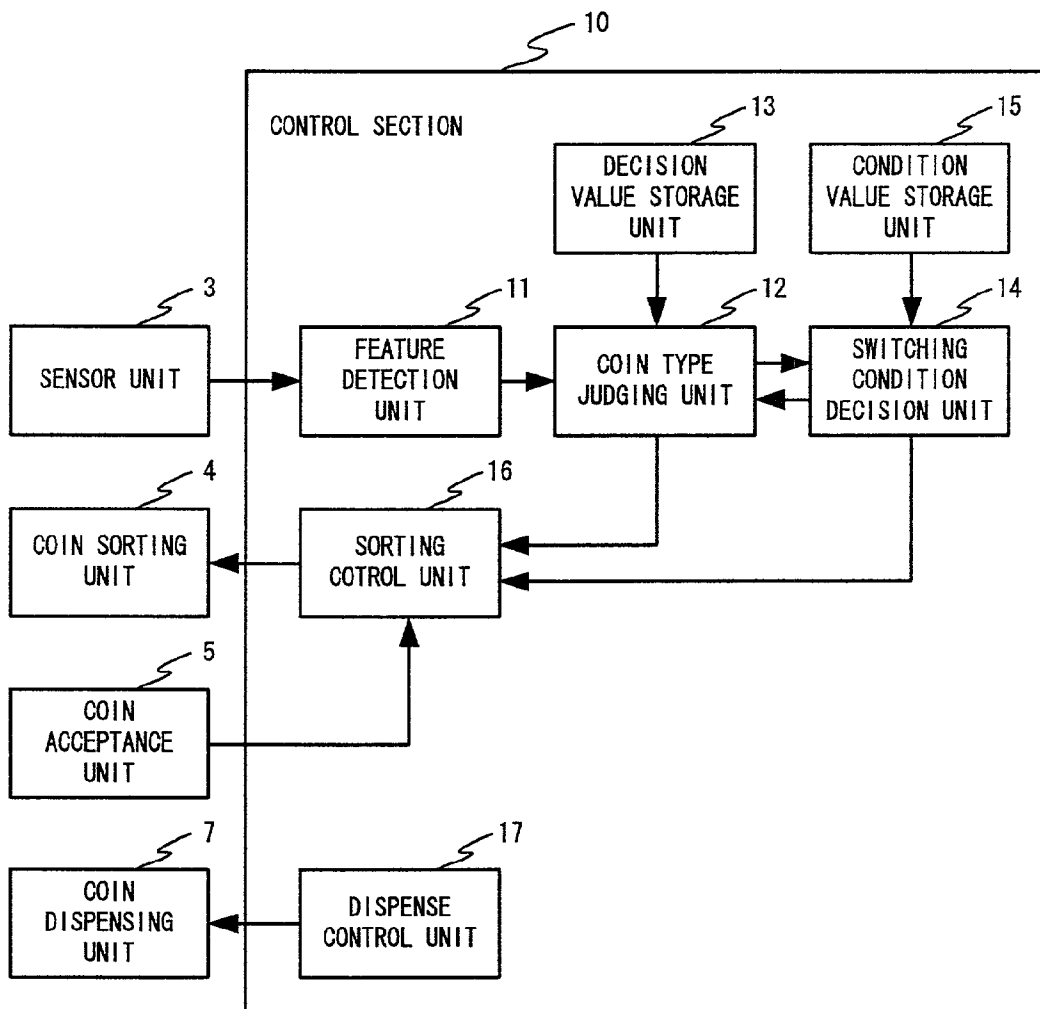 10
CONTROL SECTION
13
DECISION
VALUE STORAGE
UNIT
15
CONDITION
VALUE STORAGE
UNIT
3
SENSOR UNIT
11
FEATURE
DETECTION
UNIT
12
COIN TYPE
JUDGING UNIT
14
SWITCHING
CONDITION
DECISION UNIT
4
COIN SORTING
UNIT
16
SORTING
COTROL UNIT
5
COIN
ACCEPTANCE
UNIT
7
COIN
DISPENSING
UNIT
17
DISPENSE
CONTROL UNIT